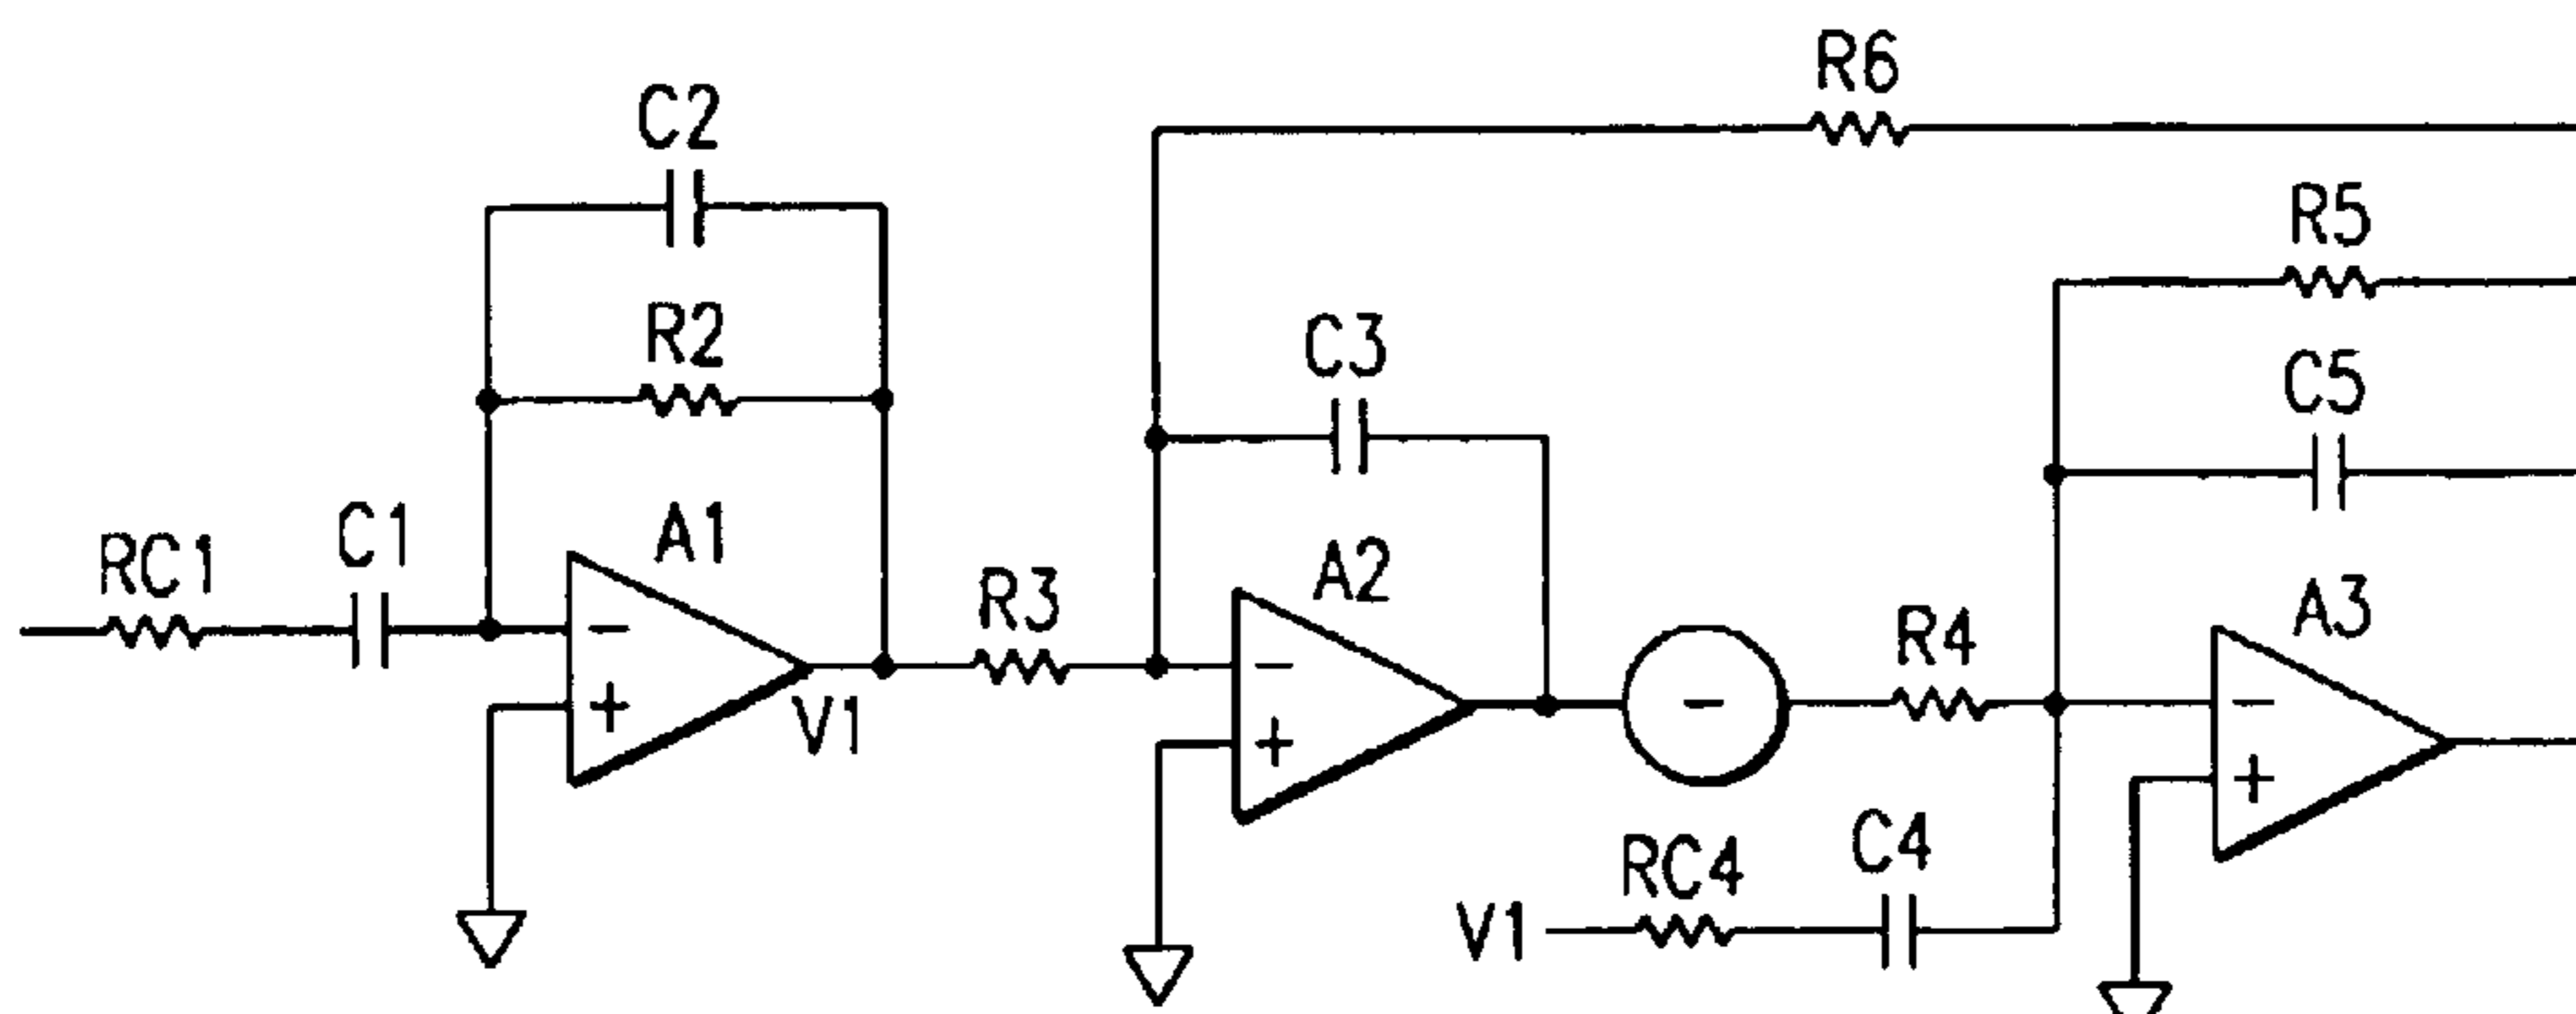 R6
C2
R5
R2
C3
C5
C1
A1
RC1
A2
R3
A3
R4
-
-
-
-
+
V1
+
+
C4
RC4
V1